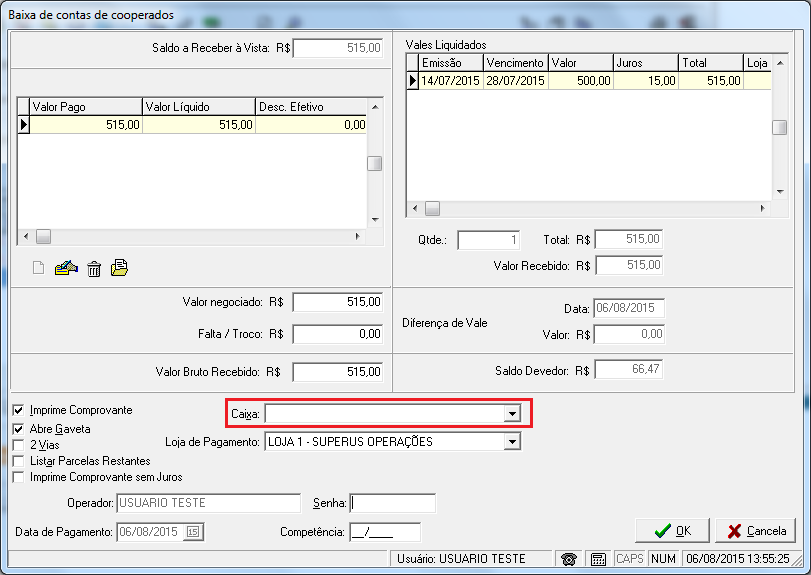 Baixa de contas de cooperados
Saldo a Receber à Vista: R$ 515,00
Valor Pago Valor Líquido Desc. Efetivo
515,00 515,00 0,00
Valor negociado: R$ 515,00
Falta / Troco: R$ 0,00
Valor Bruto Recebido: R$ 515,00
Vales Liquidados
Emissão Vencimento Valor Juros Total Loja
14/07/2015 28/07/2015 500,00 15,00 515,00
Qtde.: 1 Total: R$ 515,00
Valor Recebido: R$ 515,00
Diferença de Vale
Data: 06/08/2015
Valor: R$ 0,00
Saldo Devedor: R$ 66,47
Imprime Comprovante
Abre Gaveta
2 Vias
Listar Parcelas Restantes
Imprime Comprovante sem Juros
Caixa:
Loja de Pagamento: LOJA 1 - SUPERUS OPERAÇÕES
Operador: USUARIO TESTE Senha:
Data de Pagamento: 06/08/2015 15 Competência: __/____
OK Cancela
Usuário: USUARIO TESTE CAPS NUM 06/08/2015 13:55:25